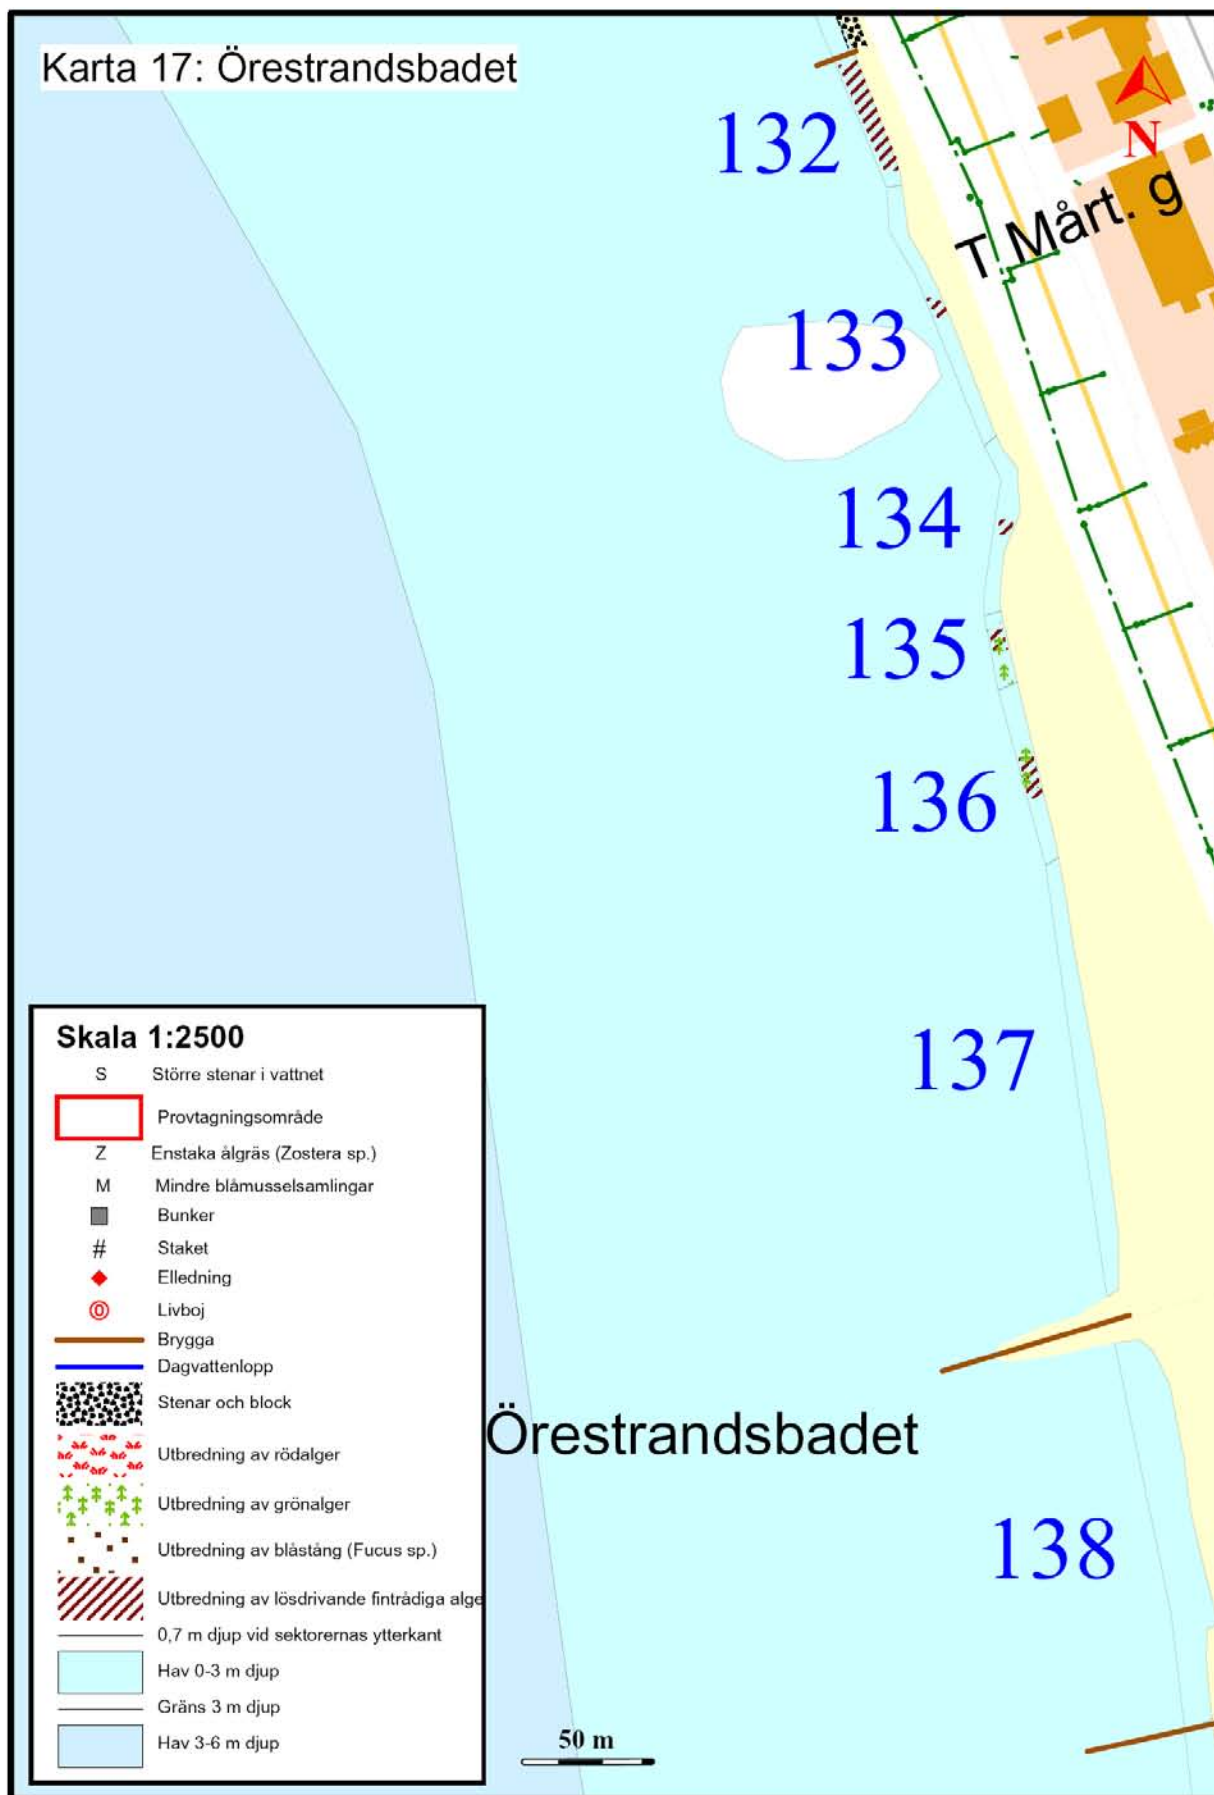 Karta 17: Örestrandsbadet
N
T Mårt. g
132
133
134
135
136
137
Örestrandsbadet
138
Skala 1:2500
S Större stenar i vattnet
Provtagningsområde
Z Enstaka ålgräs (Zostera sp.)
M Mindre blåmusselsamlingar
Bunker
# Staket
Elledning
Livboj
Brygga
Dagvattenlopp
Stenar och block
Utbredning av rödalger
Utbredning av grönalger
Utbredning av blåstång (Fucus sp.)
Utbredning av lösdrivande fintrådiga alge
0,7 m djup vid sektorernas ytterkant
Hav 0-3 m djup
Gräns 3 m djup
Hav 3-6 m djup
50 m